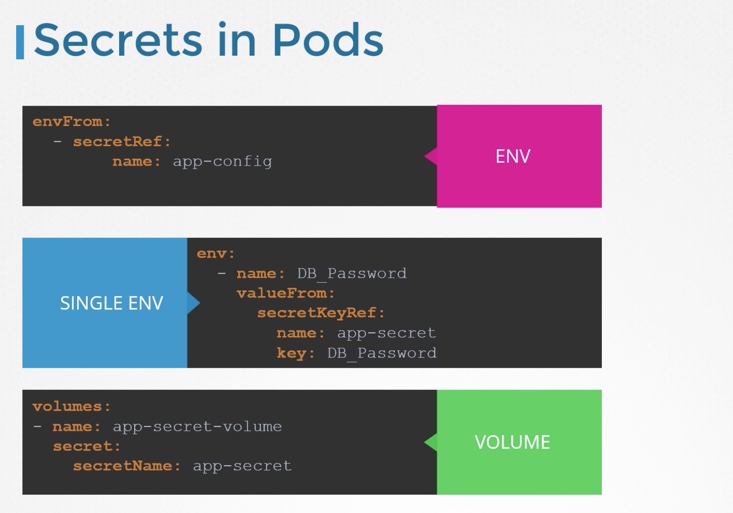 Secrets in Pods
envFrom:
  - secretRef:
        name: app-config
ENV
SINGLE ENV
env:
  - name: DB_Password
    valueFrom:
      secretKeyRef:
        name: app-secret
        key: DB_Password
volumes:
- name: app-secret-volume
  secret:
    secretName: app-secret
VOLUME